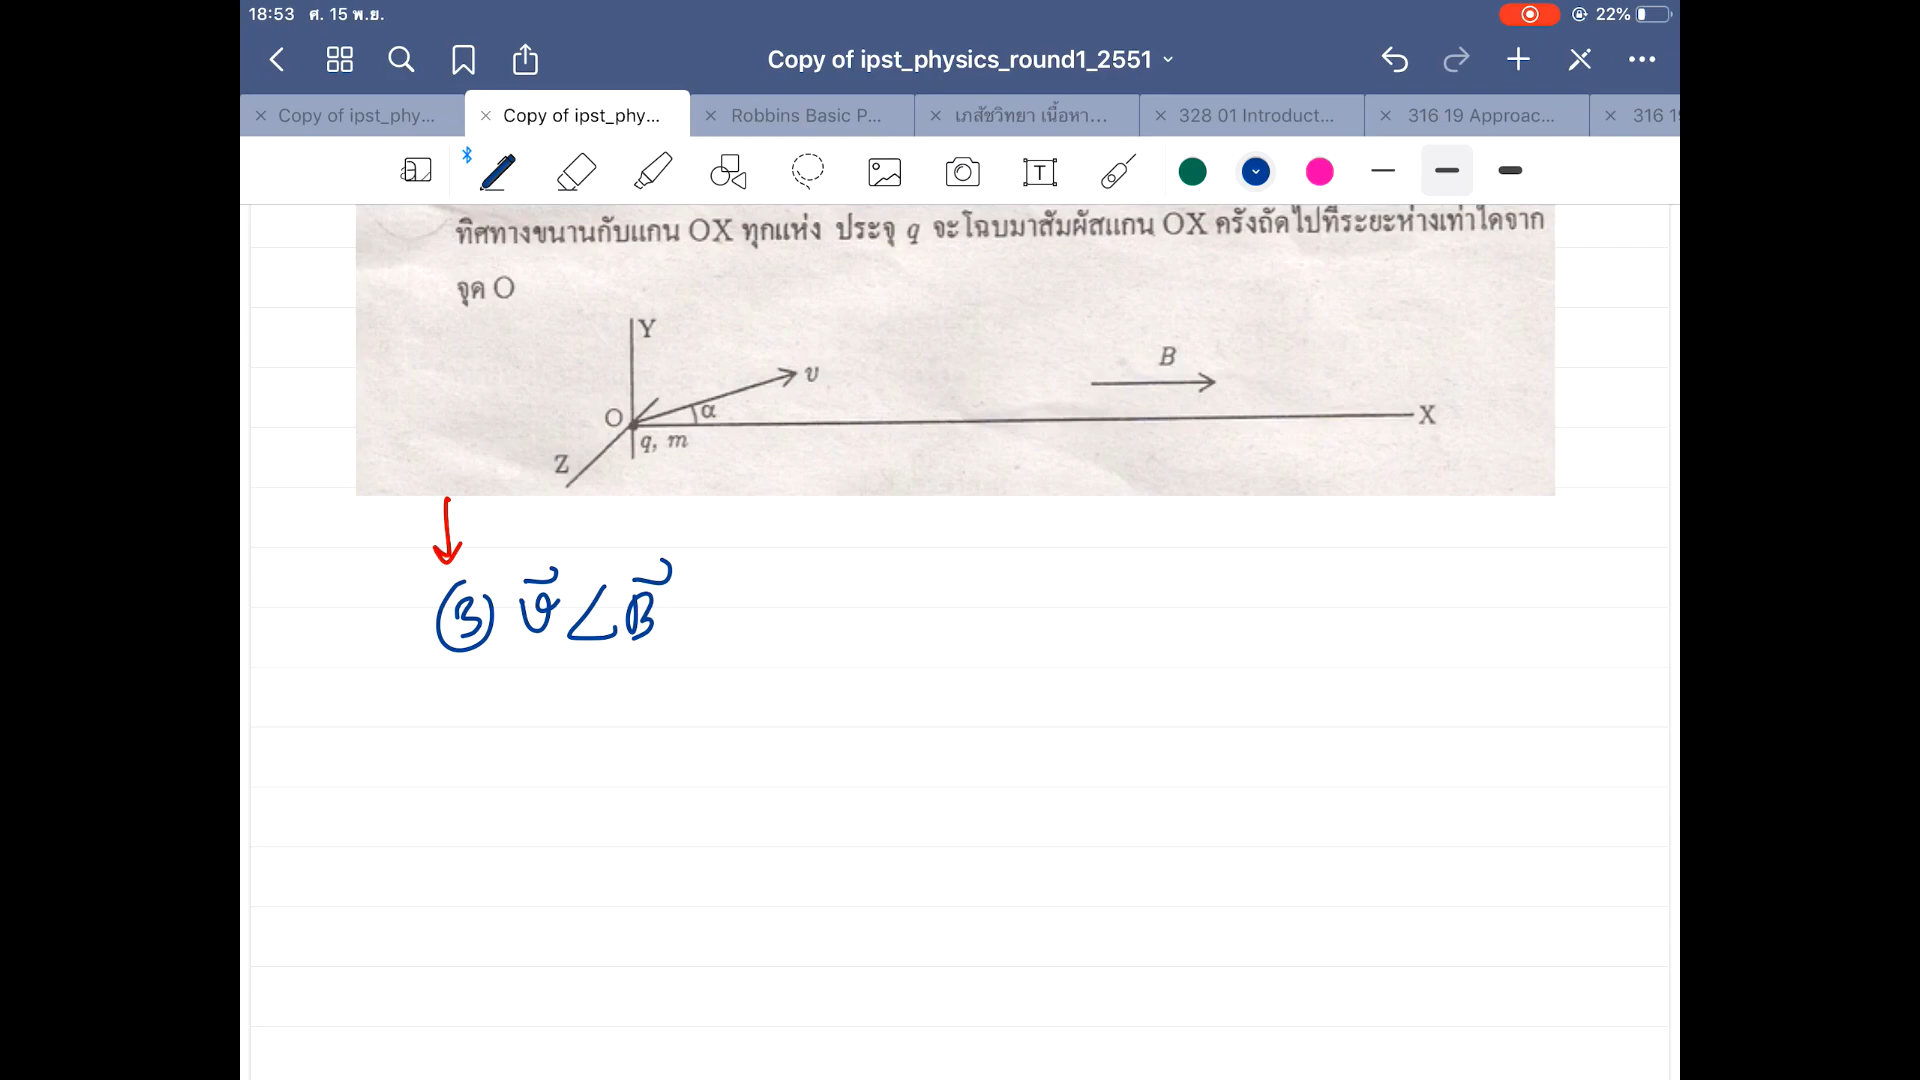 18:53 ศ. 15 พ.ย.
22%
Copy of ipst_physics_round1_2551
Copy of ipst_phy...
Copy of ipst_phy...
Robbins Basic P...
เภสัชวิทยา เนื้อหา...
328 01 Introduct...
316 19 Approac...
316 1
T
ทิศทางขนานกับแกน OX ทุกแห่ง ประจุ q จะโฉบมาสัมผัสแกน OX ครั้งถัดไปที่ระยะห่างเท่าใดจาก
จุด O
Y
B
υ
O
α
X
q, m
Z
③ v⃗ ∠ B⃗